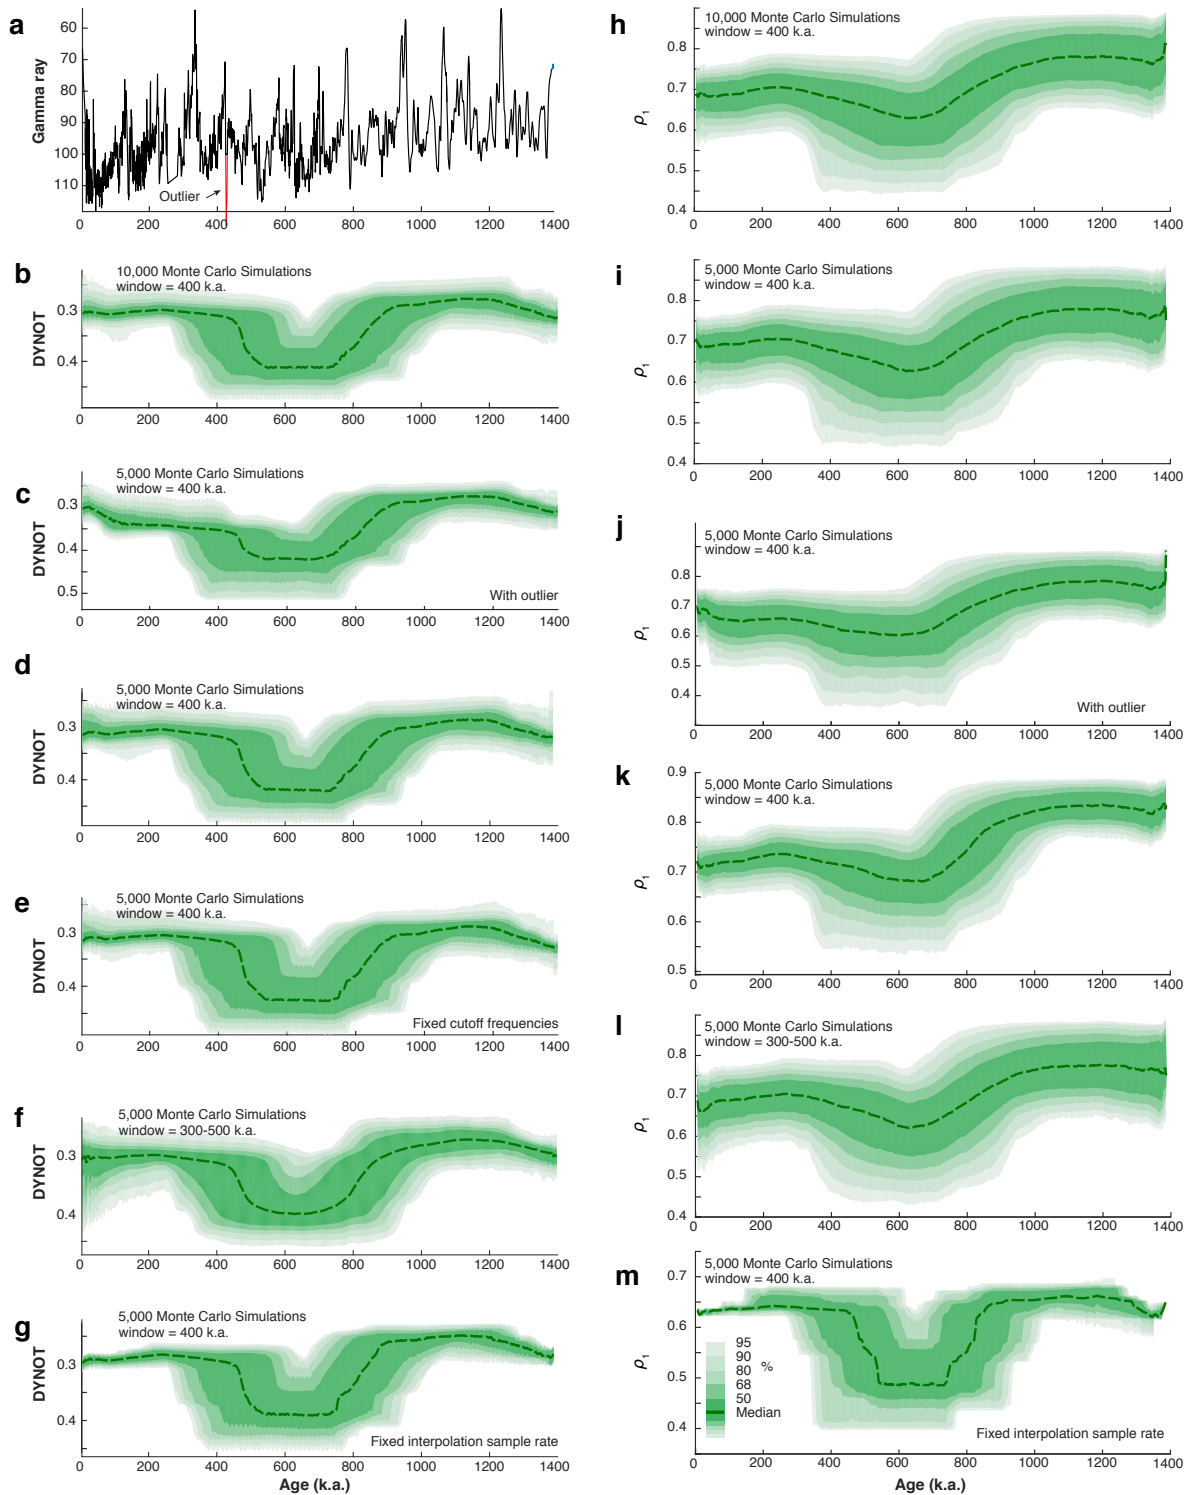 a
60
70
80
90
100
110
Gamma ray
Outlier
0 200 400 600 800 1000 1200 1400
b
10,000 Monte Carlo Simulations
window = 400 k.a.
0.3
0.4
DYNOT
0 200 400 600 800 1000 1200 1400
c
5,000 Monte Carlo Simulations
window = 400 k.a.
0.3
0.4
0.5
DYNOT
With outlier
0 200 400 600 800 1000 1200 1400
d
5,000 Monte Carlo Simulations
window = 400 k.a.
0.3
0.4
DYNOT
0 200 400 600 800 1000 1200 1400
e
5,000 Monte Carlo Simulations
window = 400 k.a.
0.3
0.4
DYNOT
Fixed cutoff frequencies
0 200 400 600 800 1000 1200 1400
f
5,000 Monte Carlo Simulations
window = 300-500 k.a.
0.3
0.4
DYNOT
0 200 400 600 800 1000 1200 1400
g
5,000 Monte Carlo Simulations
window = 400 k.a.
0.3
0.4
DYNOT
Fixed interpolation sample rate
0 200 400 600 800 1000 1200 1400
Age (k.a.)
h
10,000 Monte Carlo Simulations
window = 400 k.a.
0.8
0.7
0.6
0.4
ρ1
0 200 400 600 800 1000 1200 1400
i
5,000 Monte Carlo Simulations
window = 400 k.a.
0.8
0.7
0.6
0.5
0.4
ρ1
0 200 400 600 800 1000 1200 1400
j
5,000 Monte Carlo Simulations
window = 400 k.a.
0.8
0.7
0.6
0.5
0.4
ρ1
With outlier
0 200 400 600 800 1000 1200 1400
k
5,000 Monte Carlo Simulations
window = 400 k.a.
0.9
0.8
0.7
0.6
0.5
ρ1
0 200 400 600 800 1000 1200 1400
l
5,000 Monte Carlo Simulations
window = 300-500 k.a.
0.8
0.7
0.6
0.5
0.4
ρ1
0 200 400 600 800 1000 1200 1400
m
5,000 Monte Carlo Simulations
window = 400 k.a.
0.7
0.6
0.5
0.4
ρ1
95
90
80
68
50
%
Median
Fixed interpolation sample rate
0 200 400 600 800 1000 1200 1400
Age (k.a.)